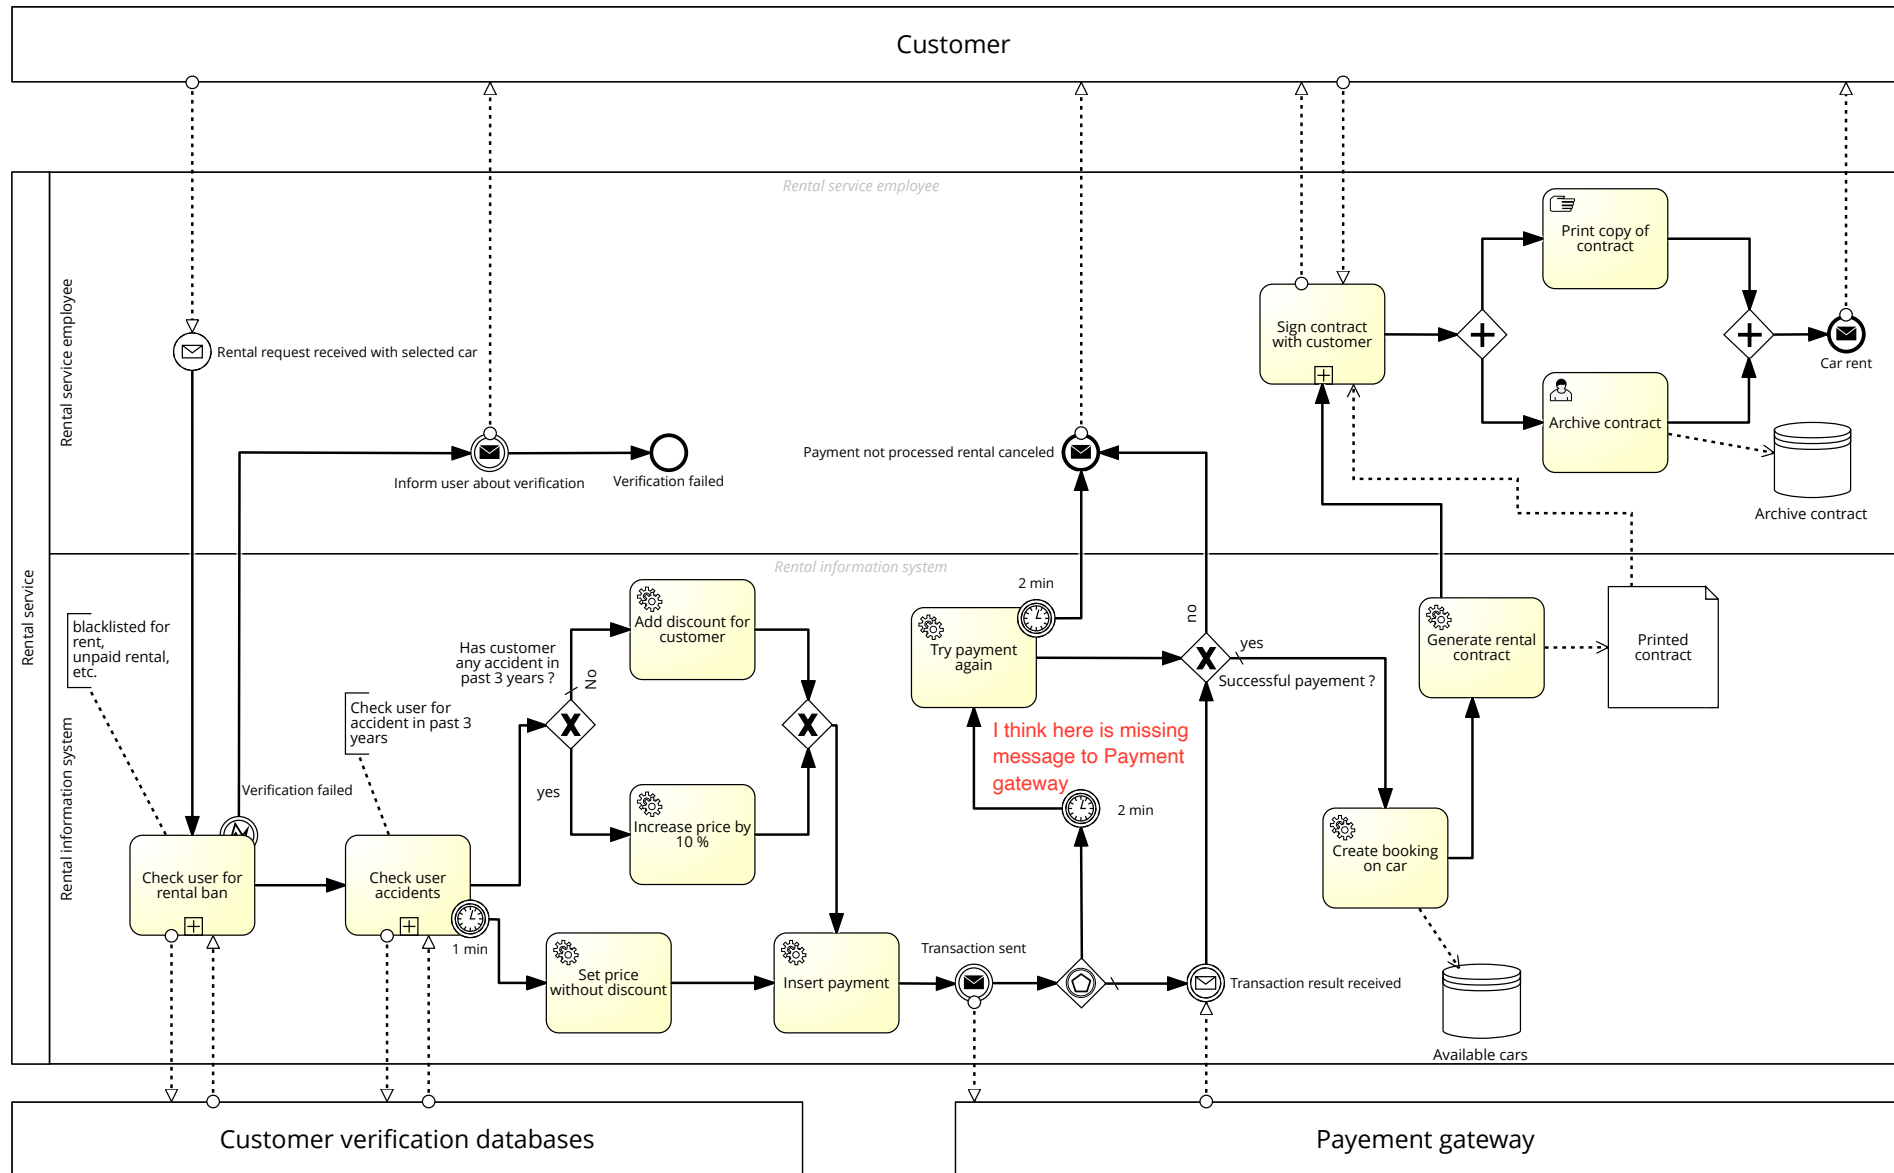 Customer
Rental service
Rental service employee
Rental service employee
Rental request received with selected car
Inform user about verification
Verification failed
Payment not processed rental canceled
Sign contract
with customer
Print copy of
contract
Archive contract
Car rent
Archive contract
Rental information system
Rental information system
blacklisted for
rent,
unpaid rental,
etc.
Check user for
accident in past 3
years
Verification failed
Check user for
rental ban
Check user
accidents
1 min
Has customer
any accident in
past 3 years ?
No
yes
Add discount for
customer
Increase price by
10 %
Set price
without discount
Insert payment
Transaction sent
2 min
Try payment
again
I think here is missing
message to Payment
gateway
2 min
no
yes
Successful payement ?
Transaction result received
Create booking
on car
Available cars
Generate rental
contract
Printed
contract
Customer verification databases
Payement gateway